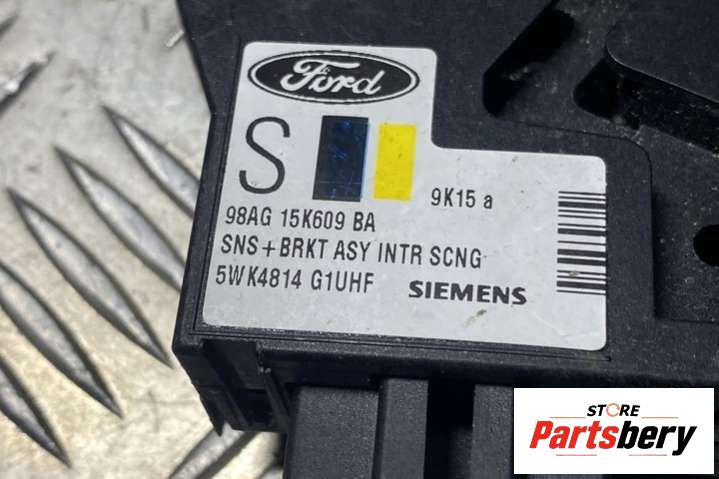 Ford
S
9K15 a
98AG 15K609 BA
SNS+BRKT ASY INTR SCNG
5WK4814 G1UHF SIEMENS
STORE
Partsbery